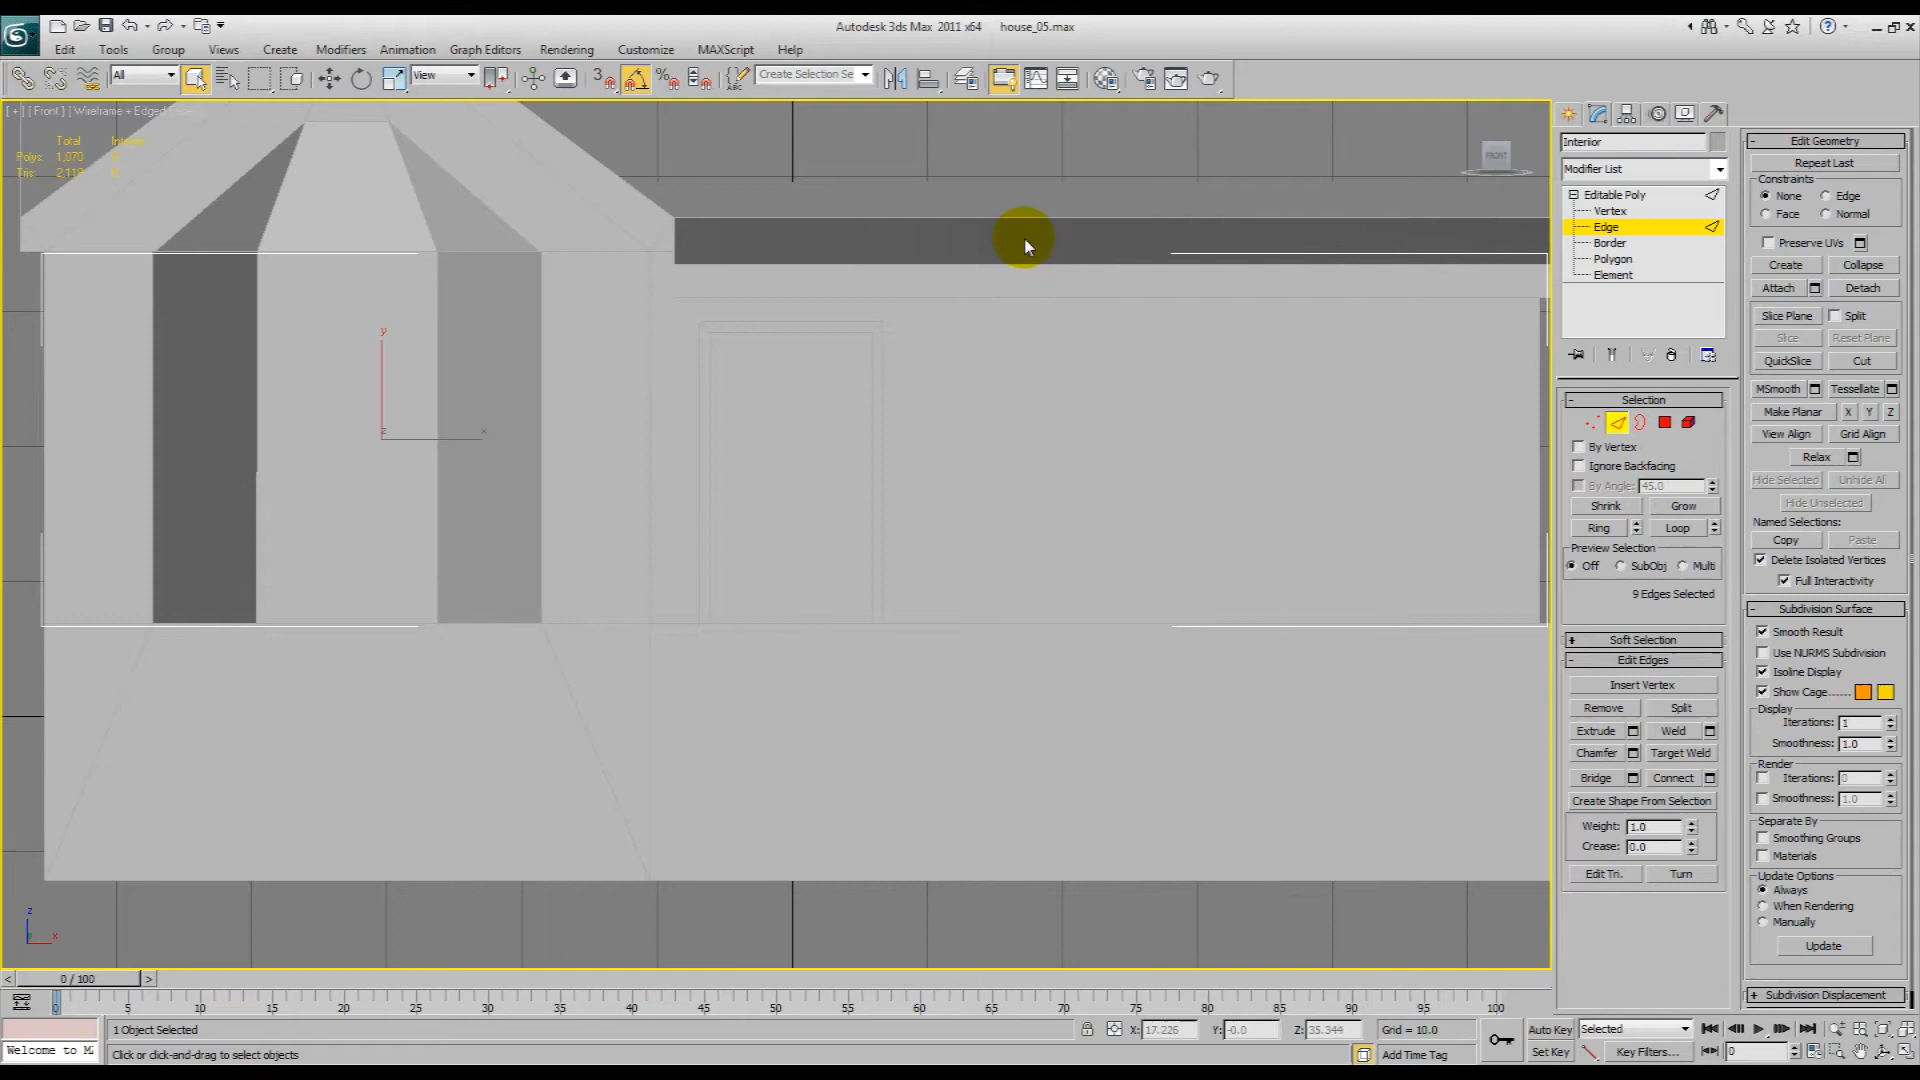 Autodesk 3ds Max 2011 x64 house_05.max
Edit Tools Group Views Create Modifiers Animation Graph Editors Rendering Customize MAXScript Help
All View 3 ABC Create Selection Se
[ + ] [ Front ] [ Wireframe + Edged
Total
Polys: 1,070
Tris:
FRONT
y
z x
z
x
Interiior
Modifier List
Editable Poly
Vertex
Edge
Border
Polygon
Element
Selection
By Vertex
Ignore Backfacing
By Angle: 45.0
Shrink Grow
Ring Loop
Preview Selection
Off SubObj Multi
9 Edges Selected
Soft Selection
Edit Edges
Insert Vertex
Remove Split
Extrude Weld
Chamfer Target Weld
Bridge Connect
Create Shape From Selection
Weight: 1.0
Crease: 0.0
Edit Tri. Turn
Edit Geometry
Repeat Last
Constraints
None Edge
Face Normal
Preserve UVs
Create Collapse
Attach Detach
Slice Plane Split
Slice Reset Plane
QuickSlice Cut
MSmooth Tessellate
Make Planar X Y Z
View Align Grid Align
Relax
Hide Selected Unhide All
Hide Unselected
Named Selections:
Copy Paste
Delete Isolated Vertices
Full Interactivity
Subdivision Surface
Smooth Result
Use NURMS Subdivision
Isoline Display
Show Cage......
Display
Iterations: 1
Smoothness: 1.0
Render
Iterations: 0
Smoothness: 1.0
Separate By
Smoothing Groups
Materials
Update Options
Always
When Rendering
Manually
Update
Subdivision Displacement
< 0 / 100 >
0 5 10 15 20 25 30 35 40 45 50 55 60 65 70 75 80 85 90 95 100
1 Object Selected X: 17.226 Y: -0.0 Z: 35.344 Grid = 10.0 Auto Key Selected
Welcome to M Click or click-and-drag to select objects Add Time Tag Set Key Key Filters... 0